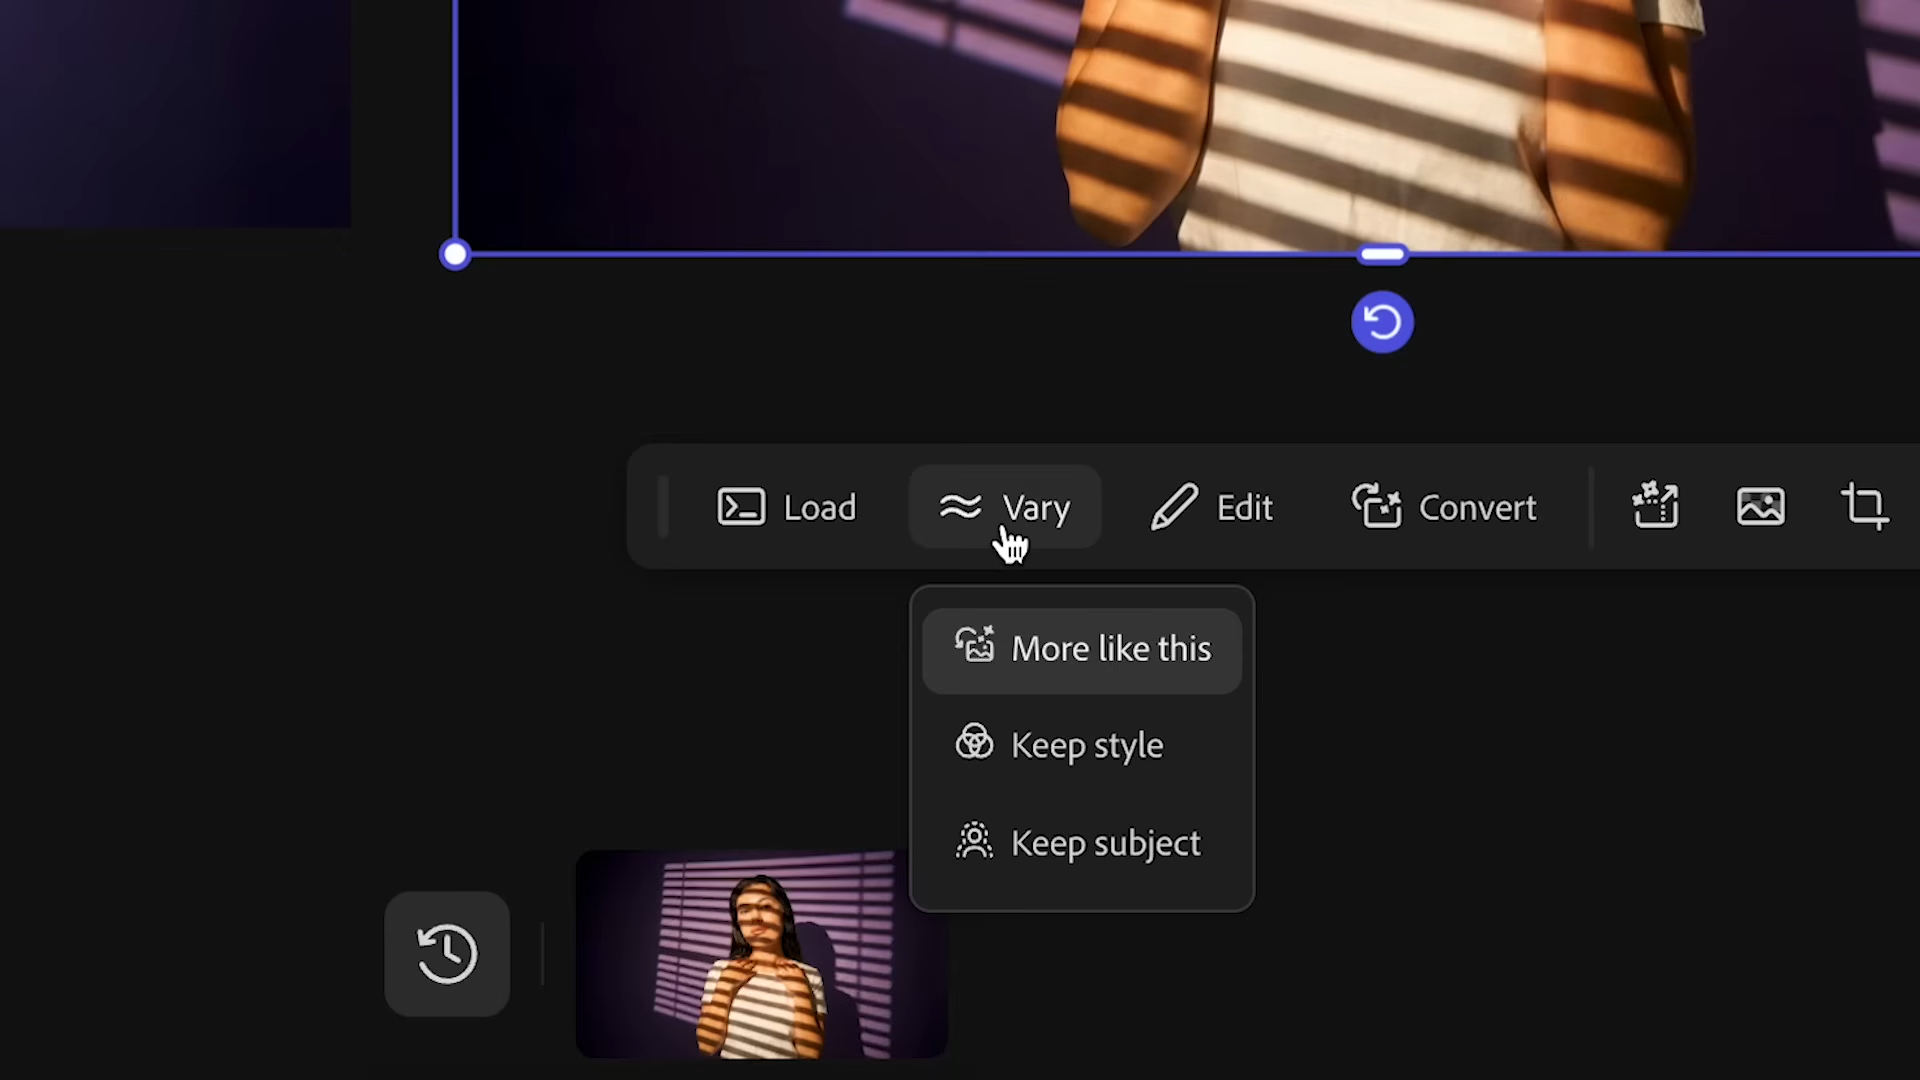 Load
Vary
Edit
Convert
More like this
Keep style
Keep subject